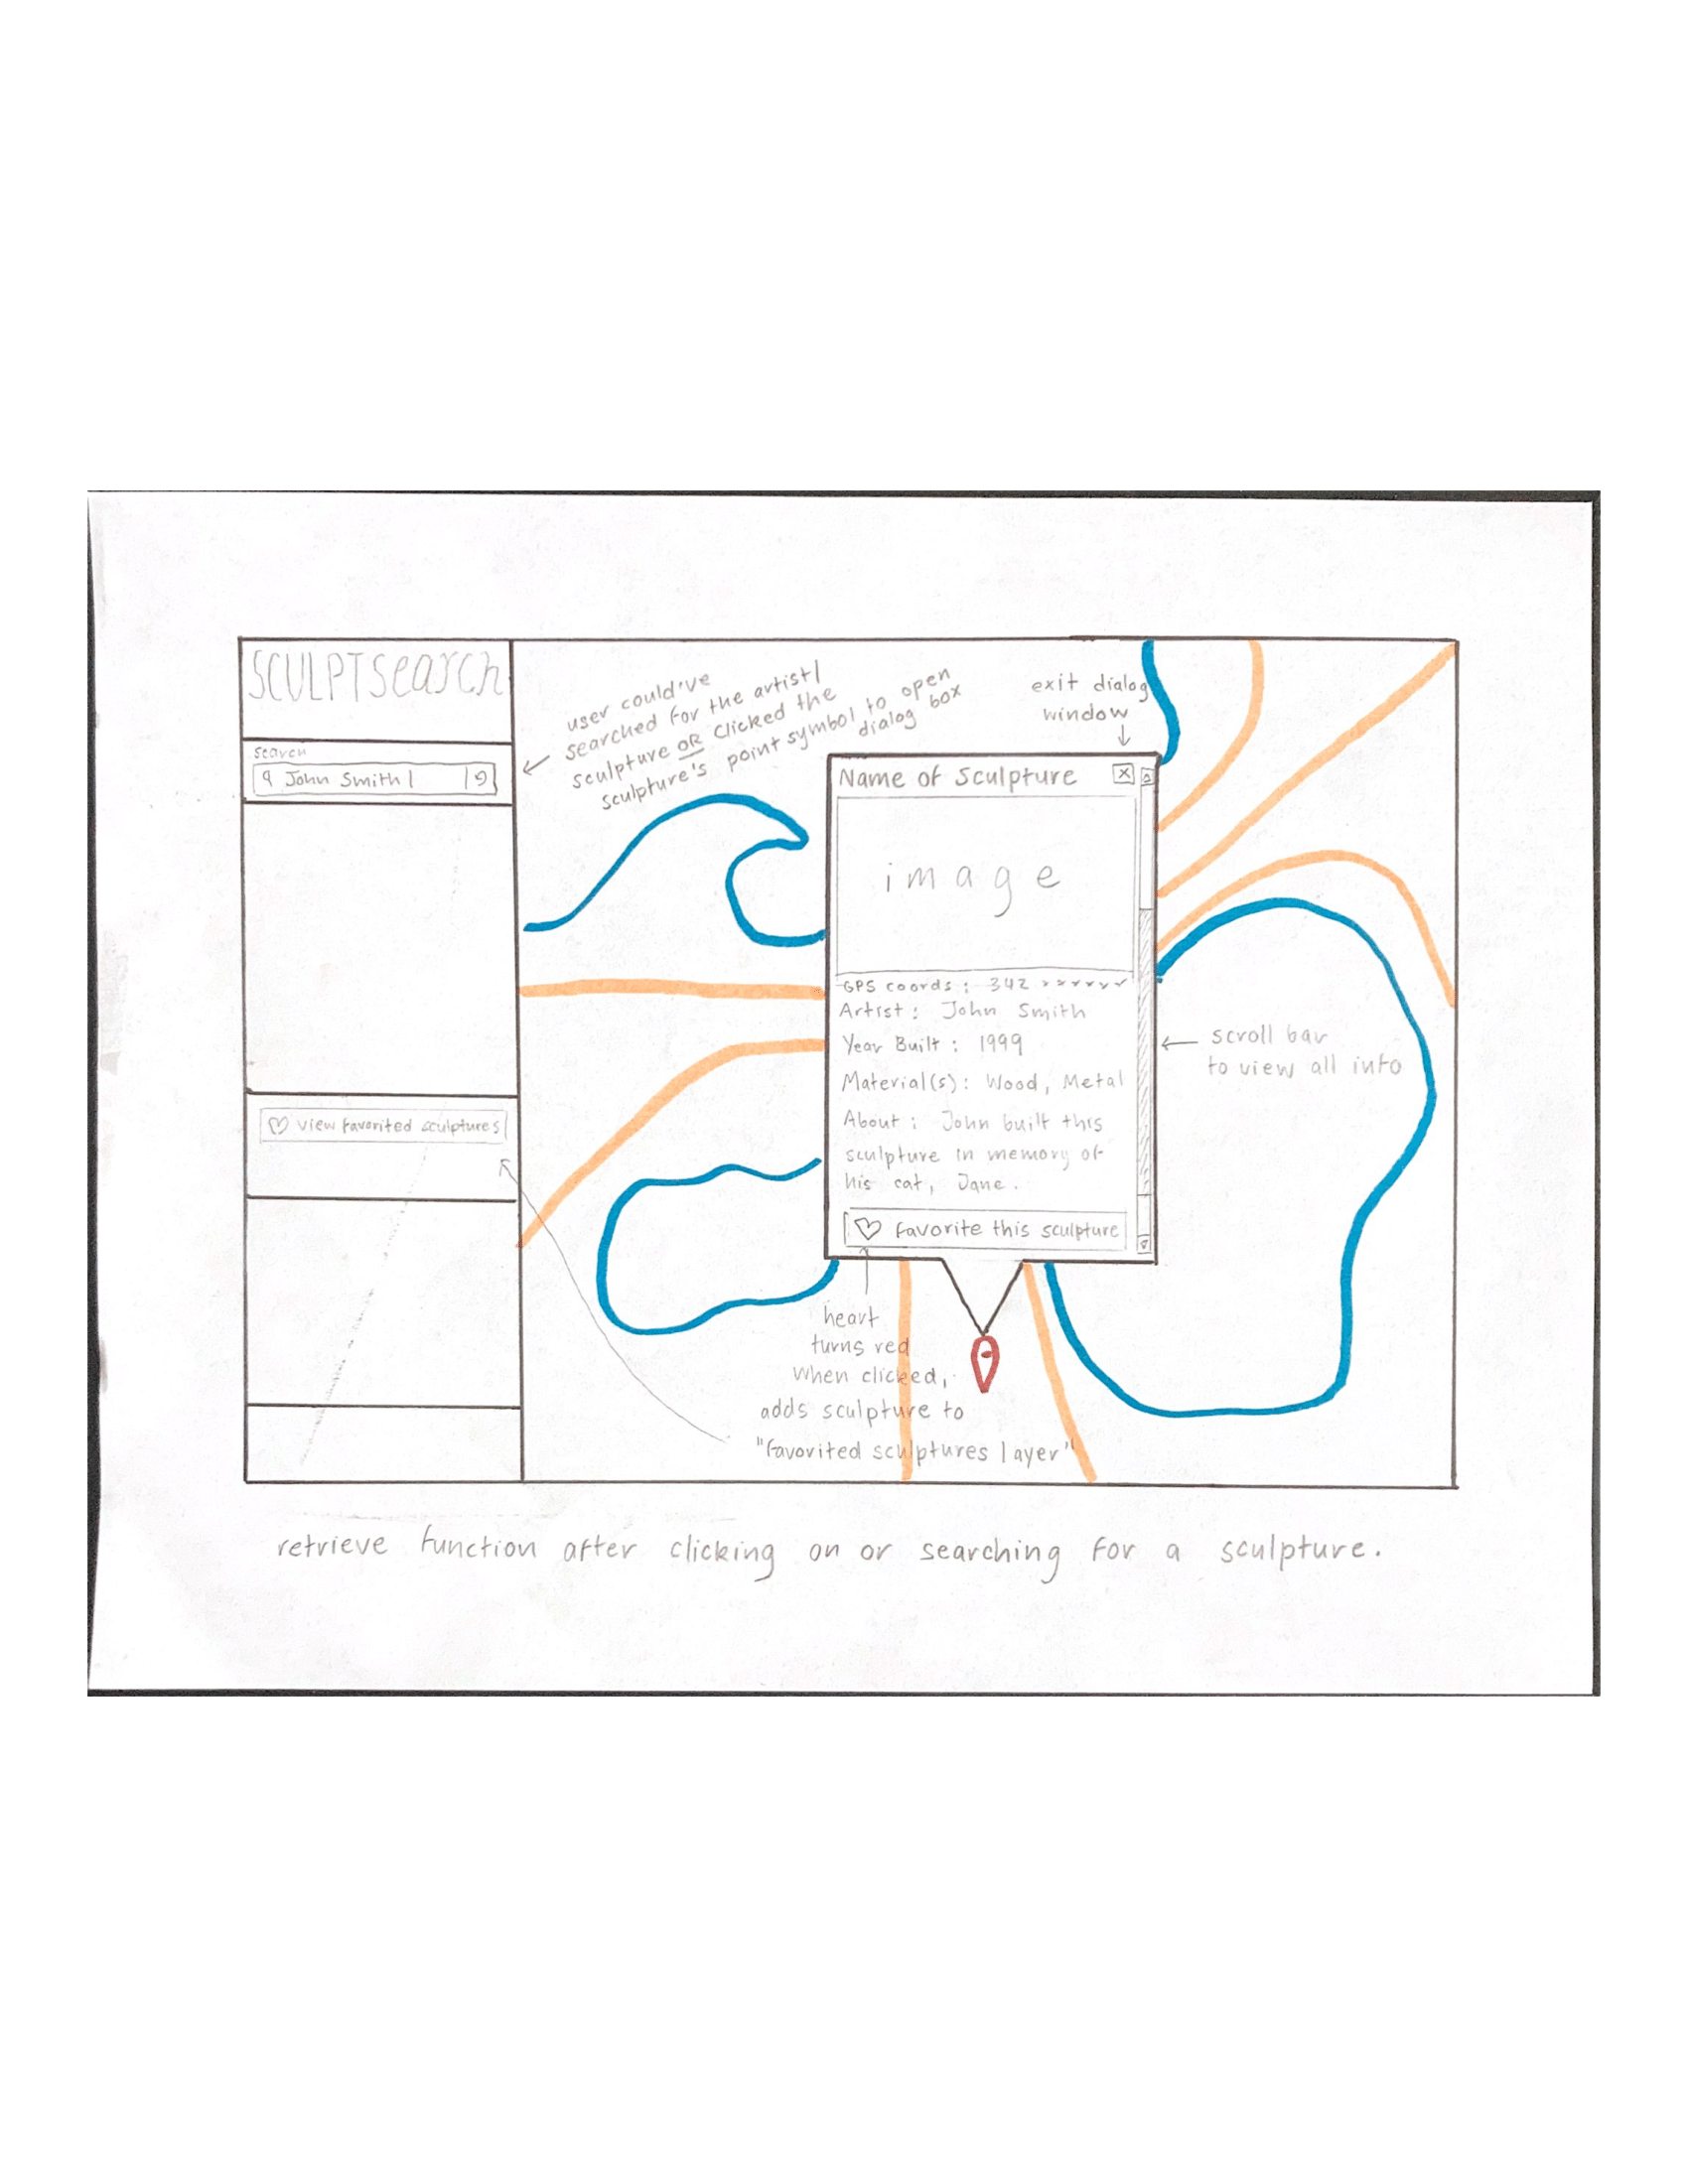 SCULPTSearch
search
John Smith
view favorited sculptures
user could've
searched for the artist/
sculpture OR clicked the
sculpture's point symbol to open
dialog box
exit dialog
window
Name of Sculpture
image
GPS coords: 342
Artist: John Smith
Year Built: 1999
Material(s): Wood, Metal
About: John built this
sculpture in memory of
his cat, Jane.
favorite this sculpture
scroll bar
to view all info
heart
turns red
when clicked,
adds sculpture to
"favorited sculptures layer"
retrieve function after clicking on or searching for a sculpture.